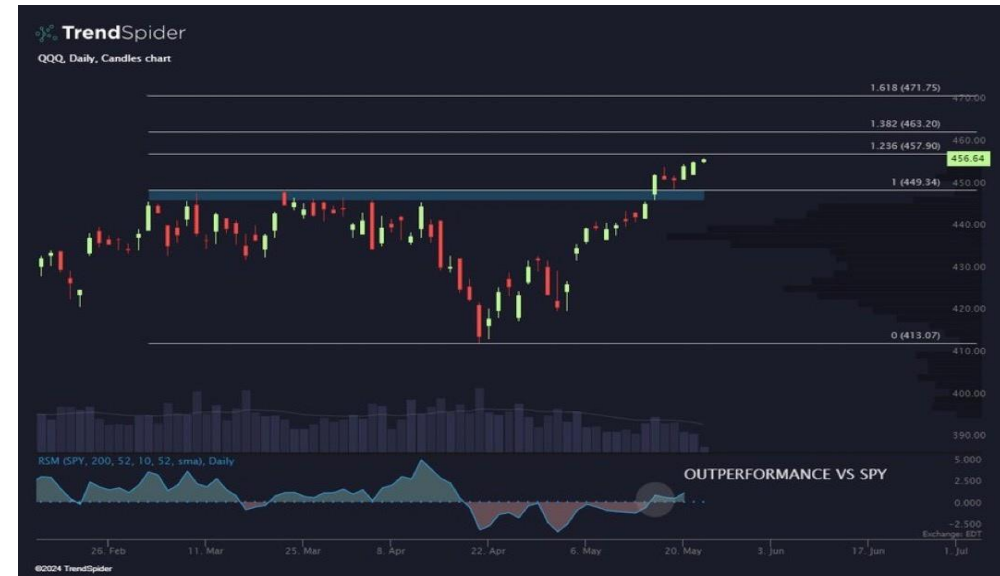 TrendSpider
QQQ, Daily, Candles chart
1.618 (471.75)
470.00
1.382 (463.20)
460.00
1.236 (457.90)
456.64
1 (449.34)
450.00
440.00
430.00
420.00
0 (413.07)
410.00
400.00
390.00
RSM (SPY, 200, 52, 10, 52, sma), Daily
5.000
OUTPERFORMANCE VS SPY
2.500
0.000
-2.500
Exchange: EDT
26. Feb 11. Mar 25. Mar 8. Apr 22. Apr 6. May 20. May 3. Jun 17. Jun 1. Jul
©2024 TrendSpider